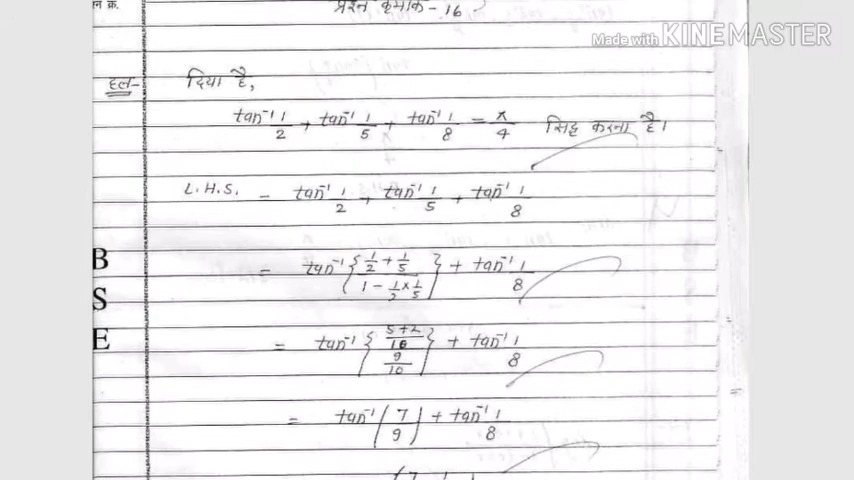 न क्र.
प्रश्न क्रमांक - 16
Made with KINEMASTER
हल- दिया है,
tan⁻¹ 1/2 + tan⁻¹ 1/5 + tan⁻¹ 1/8 = π/4 सिद्ध करना है।
L.H.S. - tan⁻¹ 1/2 + tan⁻¹ 1/5 + tan⁻¹ 1/8
B
= tan⁻¹ { (1/2 + 1/5) / (1 - 1/2 × 1/5) } + tan⁻¹ 1/8
S
E
= tan⁻¹ { ((5+2)/10) / (9/10) } + tan⁻¹ 1/8
= tan⁻¹ (7/9) + tan⁻¹ 1/8